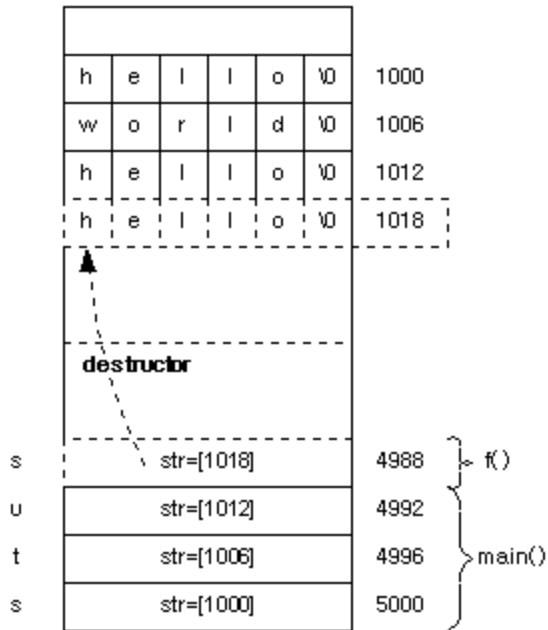 h e l l o \0 1000
w o r l d \0 1006
h e l l o \0 1012
h e l l o \0 1018
destructor
s str=[1018] 4988 f()
u str=[1012] 4992
t str=[1006] 4996 main()
s str=[1000] 5000